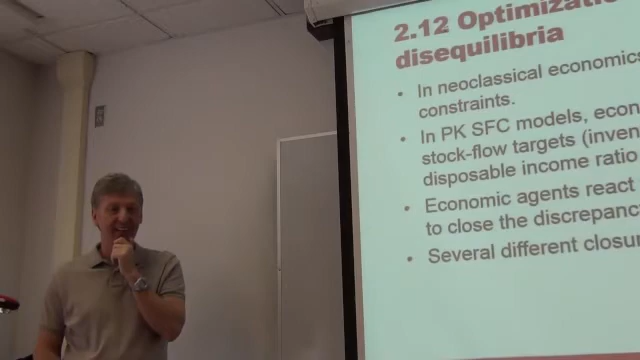 2.12 Optimizatio
disequilibria
• In neoclassical economics
constraints.
• In PK SFC models, econ
stock-flow targets (inven
disposable income ratio
• Economic agents react
to close the discrepanc
• Several different closur